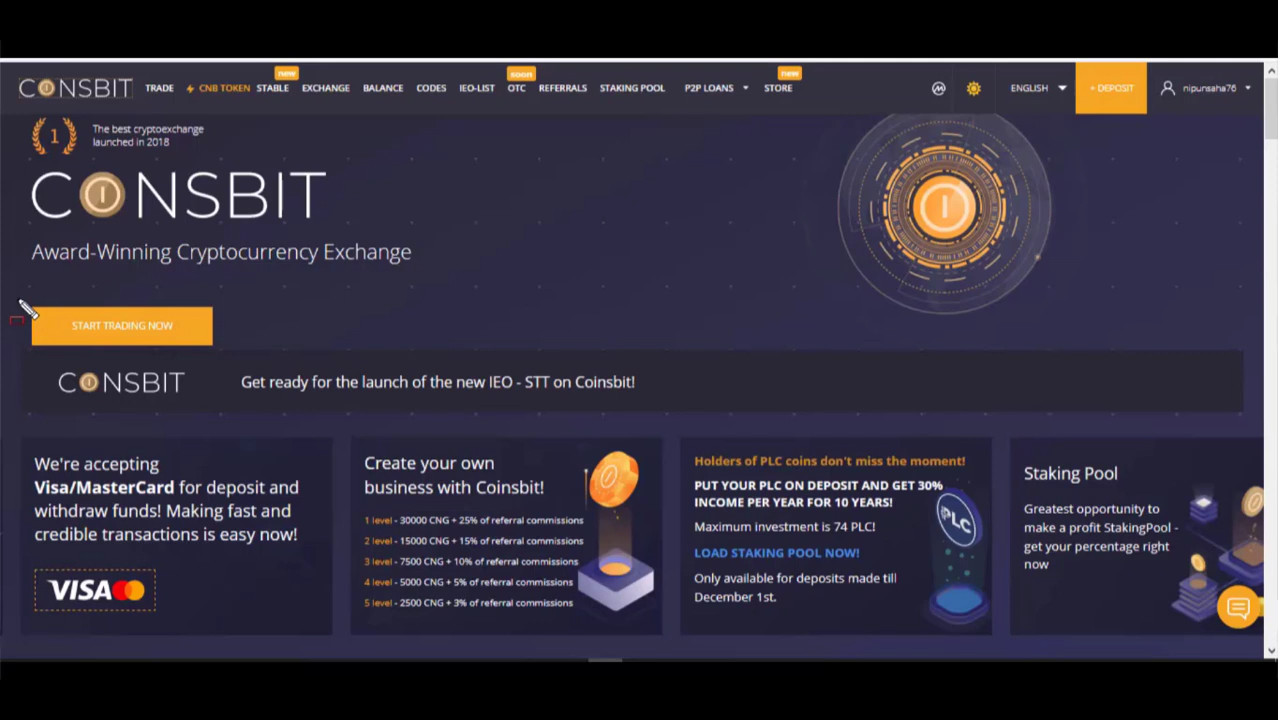 new soon new
CONSBIT TRADE CNB TOKEN STABLE EXCHANGE BALANCE CODES IEO-LIST OTC REFERRALS STAKING POOL P2P LOANS STORE ENGLISH + DEPOSIT nipunsaha76
1 The best cryptoexchange
launched in 2018
CONSBIT
Award-Winning Cryptocurrency Exchange
START TRADING NOW
CONSBIT Get ready for the launch of the new IEO - STT on Coinsbit!
We're accepting
Visa/MasterCard for deposit and
withdraw funds! Making fast and
credible transactions is easy now!
VISA
Create your own
business with Coinsbit!
1 level - 30000 CNG + 25% of referral commissions
2 level - 15000 CNG + 15% of referral commissions
3 level - 7500 CNG + 10% of referral commissions
4 level - 5000 CNG + 5% of referral commissions
5 level - 2500 CNG + 3% of referral commissions
Holders of PLC coins don't miss the moment!
PUT YOUR PLC ON DEPOSIT AND GET 30%
INCOME PER YEAR FOR 10 YEARS!
Maximum investment is 74 PLC!
LOAD STAKING POOL NOW!
Only available for deposits made till
December 1st.
PLC
Staking Pool
Greatest opportunity to
make a profit StakingPool -
get your percentage right
now